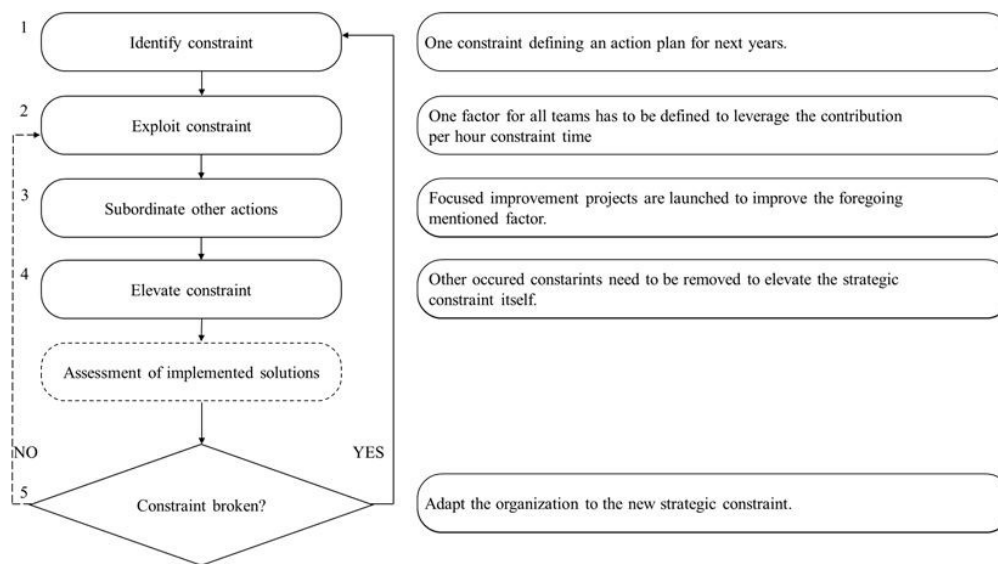 1
Identify constraint
One constraint defining an action plan for next years.
2
Exploit constraint
One factor for all teams has to be defined to leverage the contribution
per hour constraint time
3
Subordinate other actions
Focused improvement projects are launched to improve the foregoing
mentioned factor.
4
Elevate constraint
Other occured constarints need to be removed to elevate the strategic
constraint itself.
Assessment of implemented solutions
NO
YES
5
Constraint broken?
Adapt the organization to the new strategic constraint.